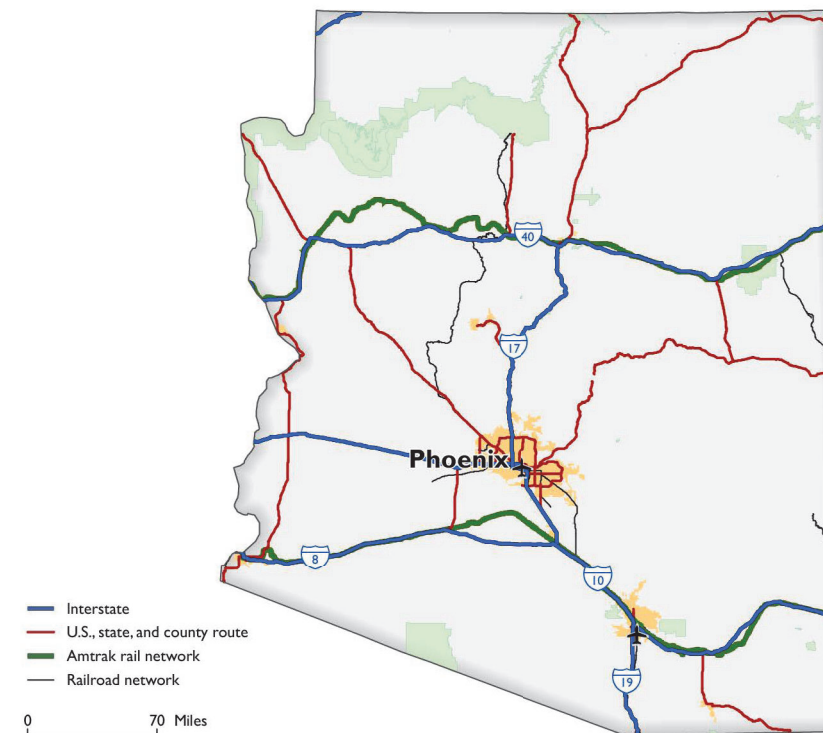 40
17
Phoenix
8
10
19
Interstate
U.S., state, and county route
Amtrak rail network
Railroad network
0 70 Miles